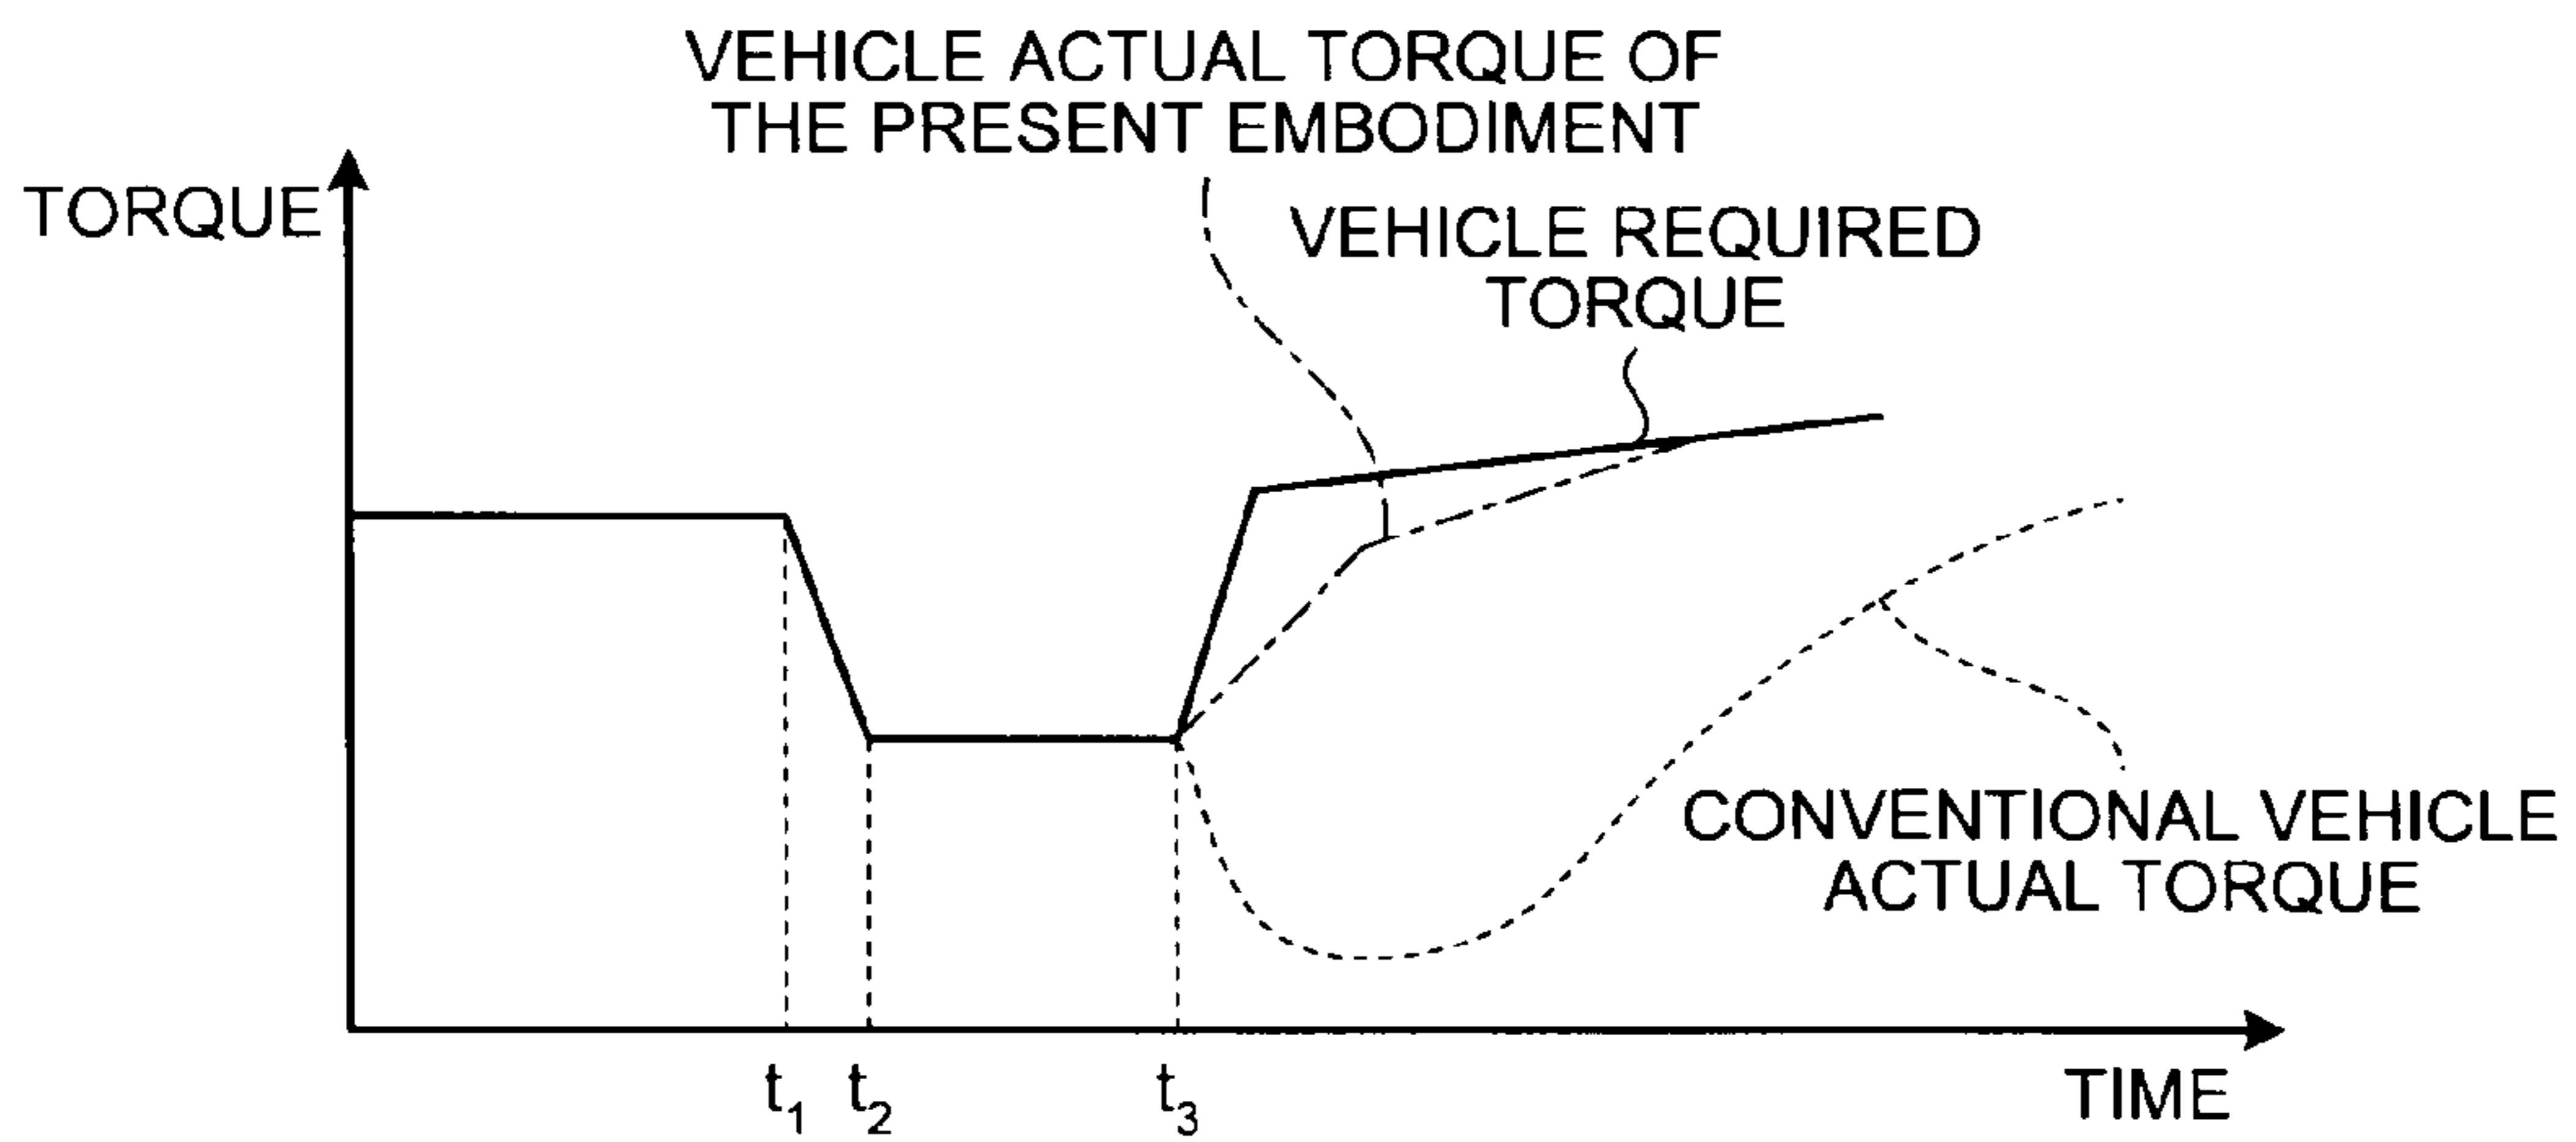 VEHICLE ACTUAL TORQUE OF
THE PRESENT EMBODIMENT
TORQUE
VEHICLE REQUIRED
TORQUE
CONVENTIONAL VEHICLE
ACTUAL TORQUE
t1 t2 t3
TIME